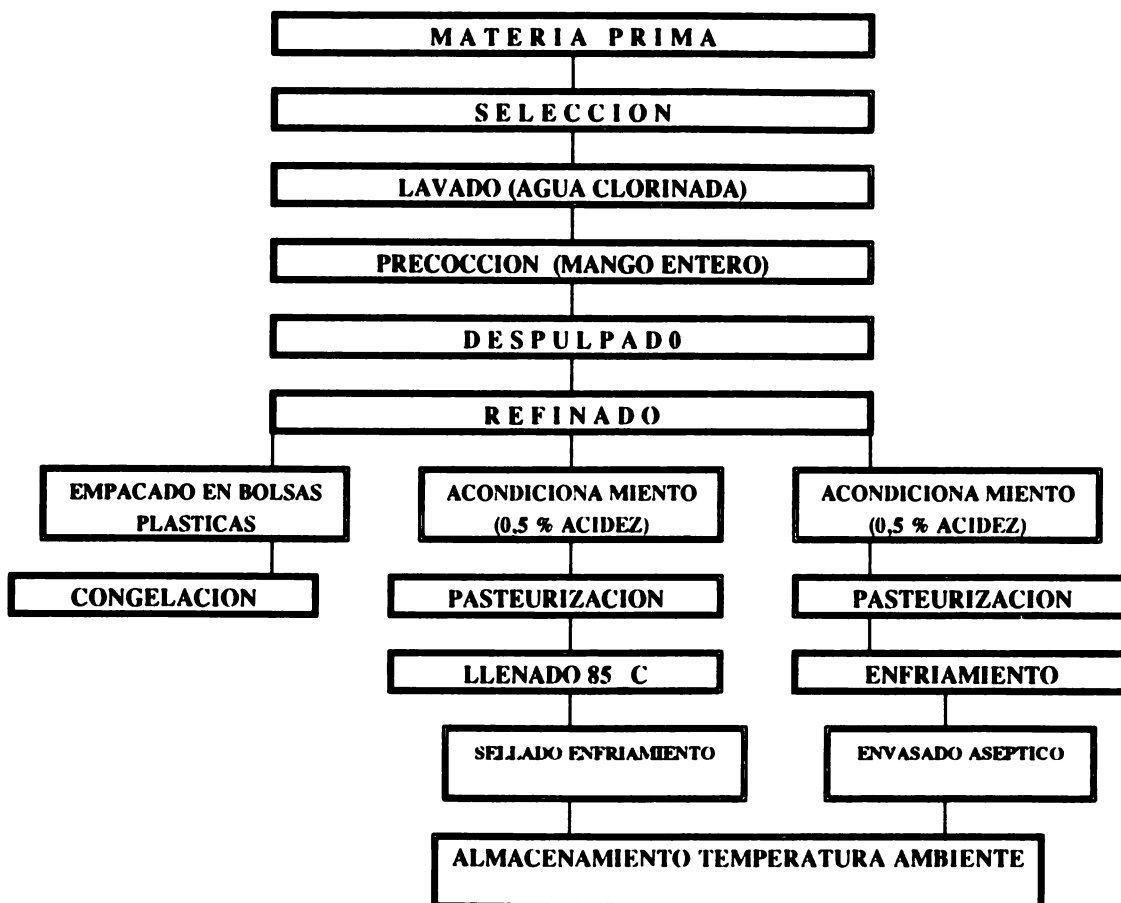 MATERIA PRIMA
SELECCION
LAVADO (AGUA CLORINADA)
PRECOCCION (MANGO ENTERO)
DESPULPAD0
REFINADO
EMPACADO EN BOLSAS
PLASTICAS
CONGELACION
ACONDICIONA MIENTO
(0,5 % ACIDEZ)
PASTEURIZACION
LLENADO 85 C
SELLADO ENFRIAMIENTO
ACONDICIONA MIENTO
(0,5 % ACIDEZ)
PASTEURIZACION
ENFRIAMIENTO
ENVASADO ASEPTICO
ALMACENAMIENTO TEMPERATURA AMBIENTE